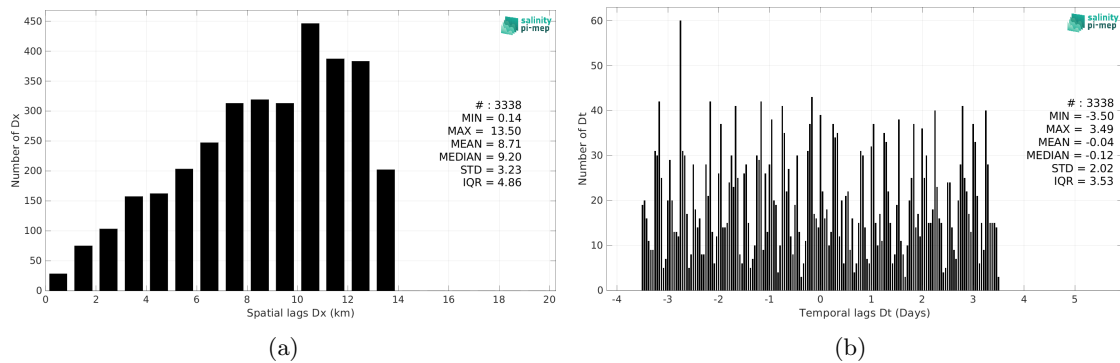 450
400
350
300
250
200
150
100
50
0
Number of Dx
0 2 4 6 8 10 12 14 16 18 20
Spatial lags Dx (km)
salinity
pi-mep
# : 3338
MIN = 0.14
MAX = 13.50
MEAN = 8.71
MEDIAN = 9.20
STD = 3.23
IQR = 4.86
(a)
60
50
40
30
20
10
0
Number of Dt
-4 -3 -2 -1 0 1 2 3 4 5
Temporal lags Dt (Days)
salinity
pi-mep
# : 3338
MIN = -3.50
MAX = 3.49
MEAN = -0.04
MEDIAN = -0.12
STD = 2.02
IQR = 3.53
(b)